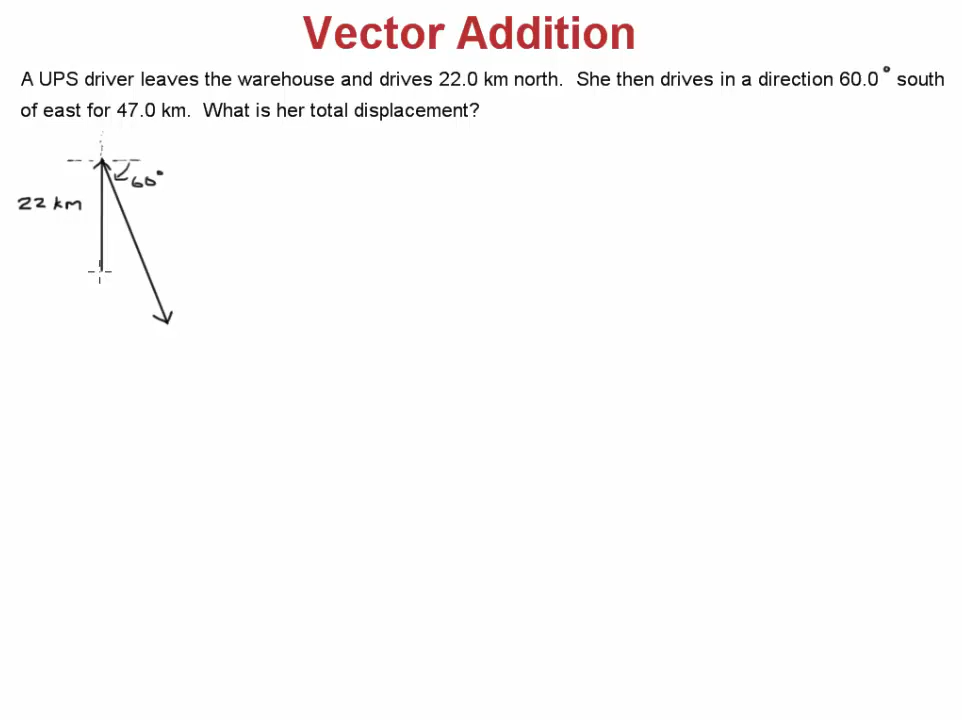 Vector Addition
A UPS driver leaves the warehouse and drives 22.0 km north. She then drives in a direction 60.0° south
of east for 47.0 km. What is her total displacement?
60°
22 km